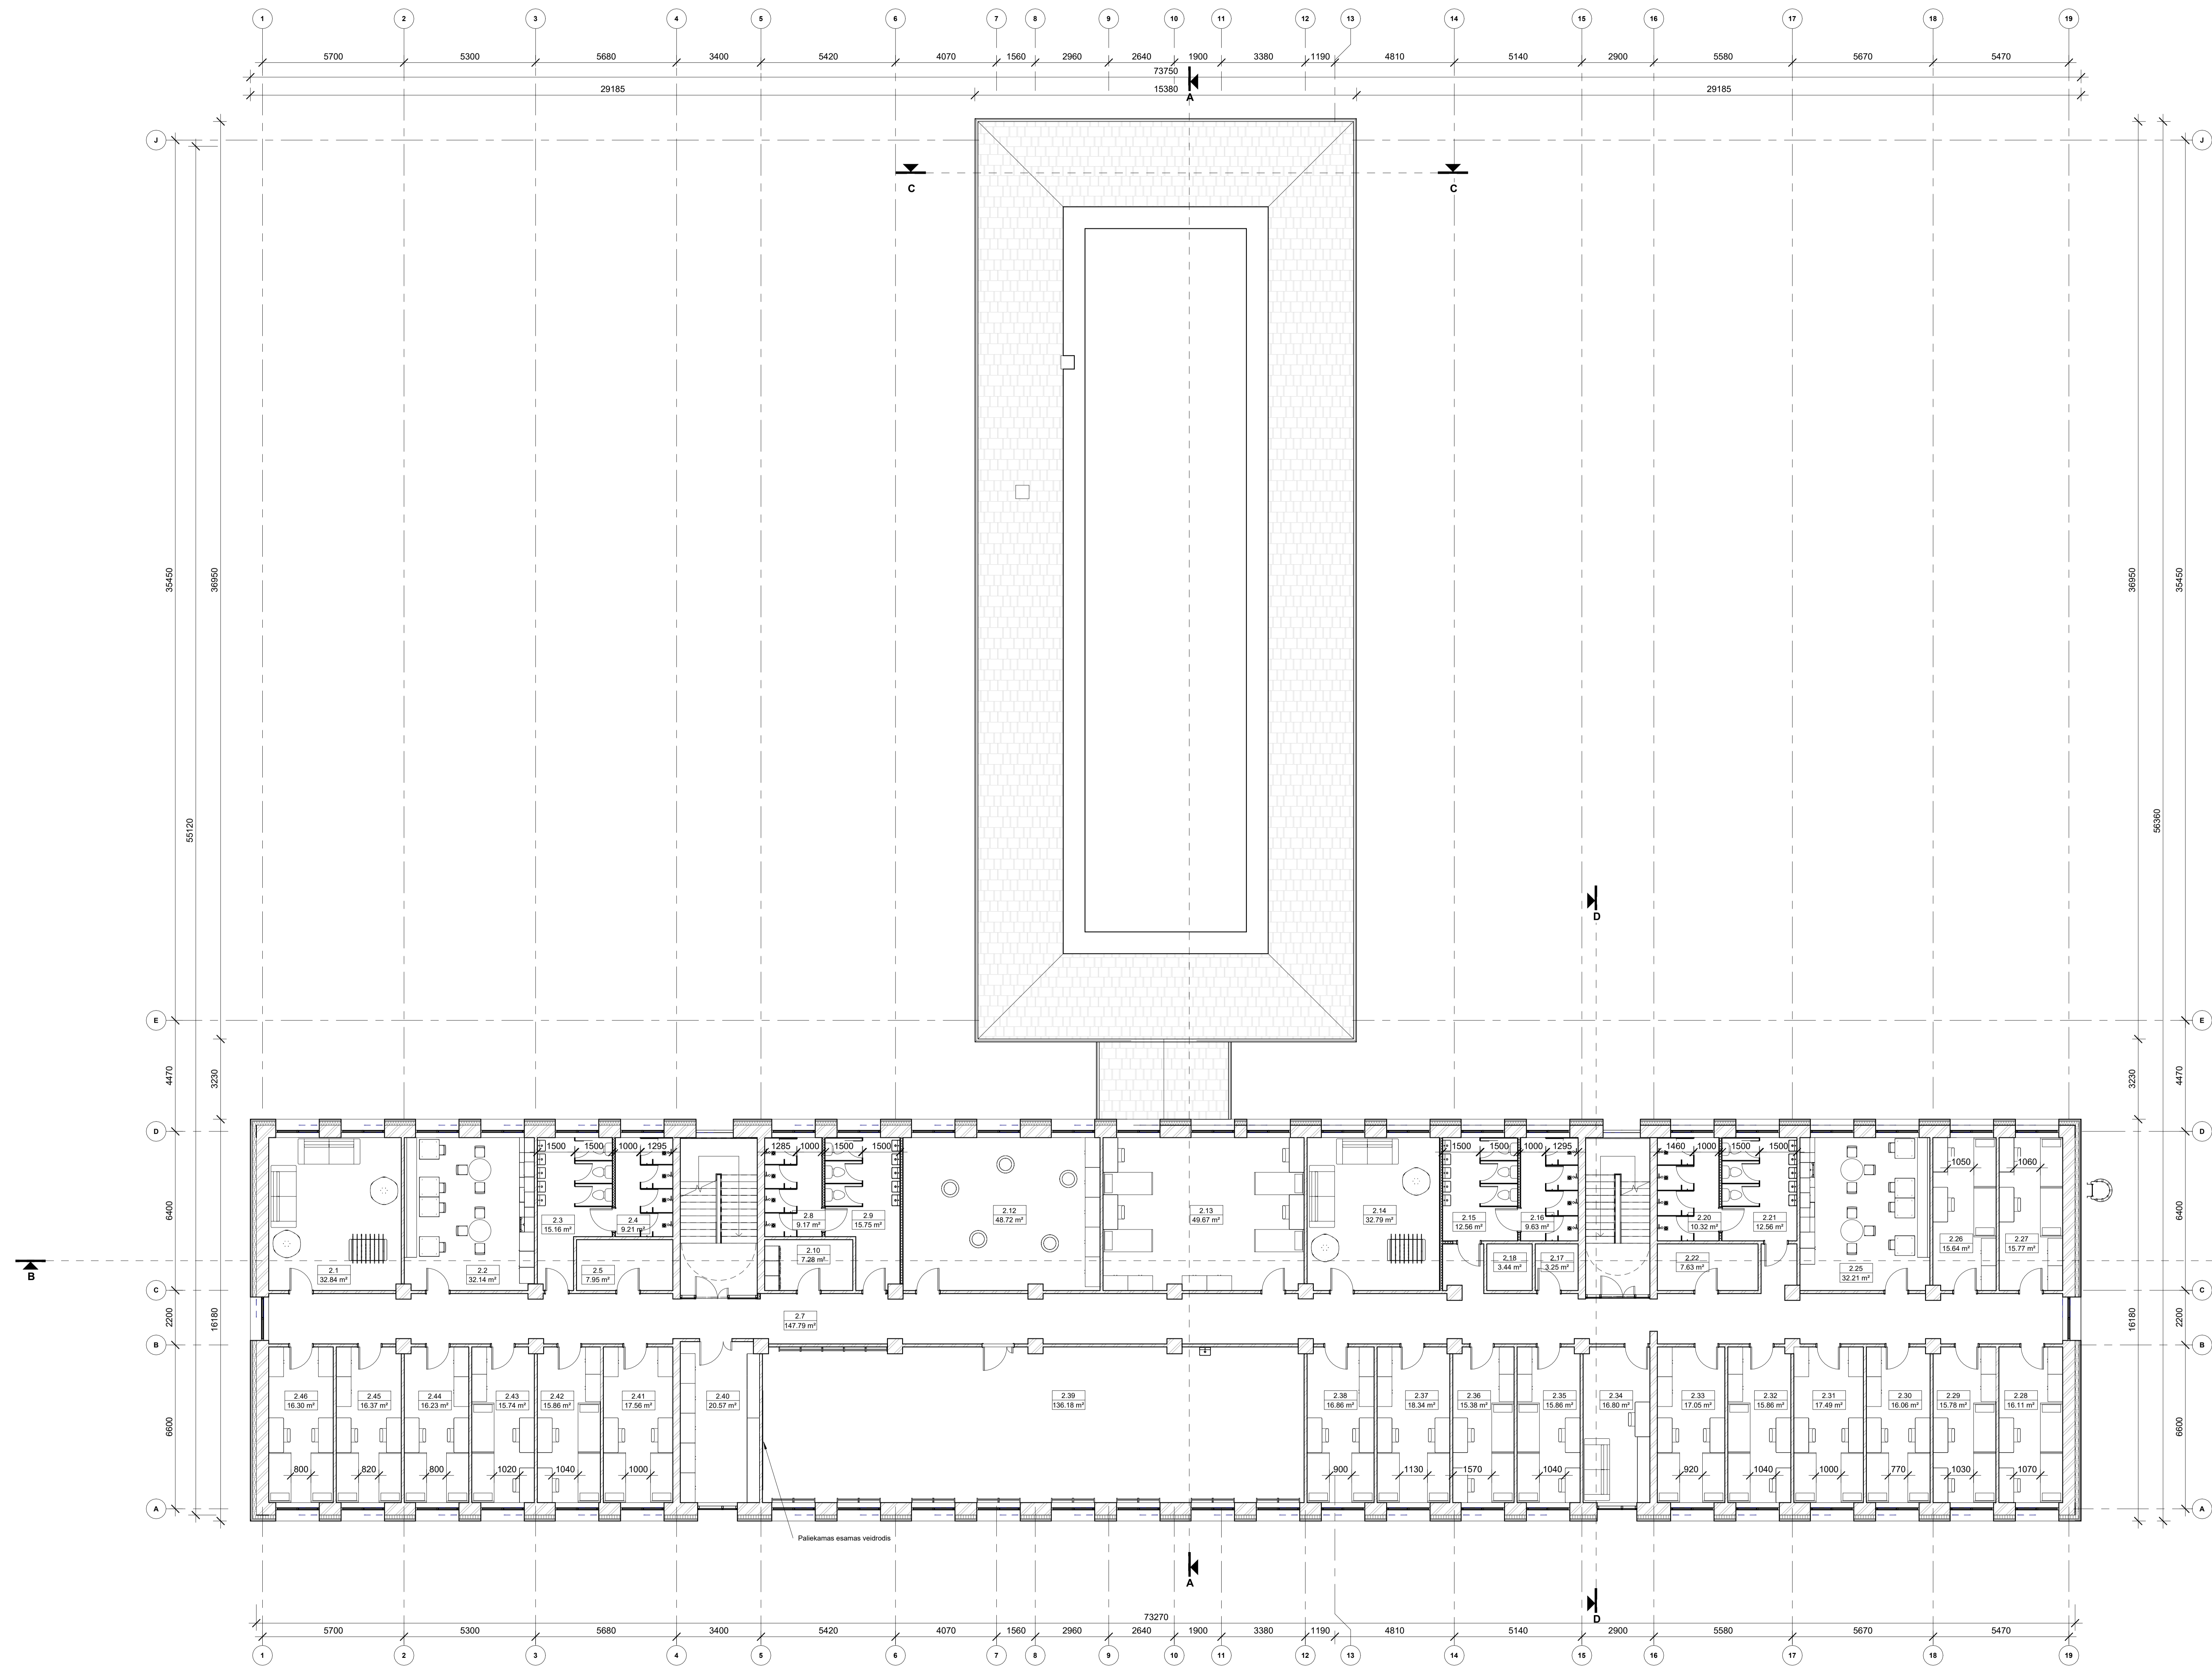 1 2 3 4 5 6 7 8 9 10 11 12 13 14 15 16 17 18 19
5700 5300 5680 3400 5420 4070 1560 2960 2640 1900 3380 1190 4810 5140 2900 5580 5670 5470
73750
29185 15380 29185
A
J J
C C
35450 36950 36950 35450
55120 56360
D
E E
4470 3230 3230 4470
D D
1500 1500 1000 1295 1285 1000 1500 1500 1500 1500 1000 1295 1460 1000 1500 1500
1050 1060
6400 6400
2.1
32.84 m²
2.2
32.14 m²
2.3
15.16 m²
2.4
9.21 m²
2.5
7.95 m²
2.8
9.17 m²
2.9
15.75 m²
2.10
7.28 m²
2.12
48.72 m²
2.13
49.67 m²
2.14
32.79 m²
2.15
12.56 m²
2.16
9.63 m²
2.18
3.44 m²
2.17
3.25 m²
2.20
10.32 m²
2.21
12.56 m²
2.22
7.63 m²
2.25
32.21 m²
2.26
15.64 m²
2.27
15.77 m²
B
C C
2200 16180 16180 2200
2.7
147.79 m²
B B
2.46
16.30 m²
2.45
16.37 m²
2.44
16.23 m²
2.43
15.74 m²
2.42
15.86 m²
2.41
17.56 m²
2.40
20.57 m²
2.39
136.18 m²
2.38
16.86 m²
2.37
18.34 m²
2.36
15.38 m²
2.35
15.86 m²
2.34
16.80 m²
2.33
17.05 m²
2.32
15.86 m²
2.31
17.49 m²
2.30
16.06 m²
2.29
15.78 m²
2.28
16.11 m²
6600 6600
800 820 800 1020 1040 1000 900 1130 1570 1040 920 1040 1000 770 1030 1070
A A
Paliekamas esamas veidrodis
A
D
73270
5700 5300 5680 3400 5420 4070 1560 2960 2640 1900 3380 1190 4810 5140 2900 5580 5670 5470
1 2 3 4 5 6 7 8 9 10 11 12 13 14 15 16 17 18 19